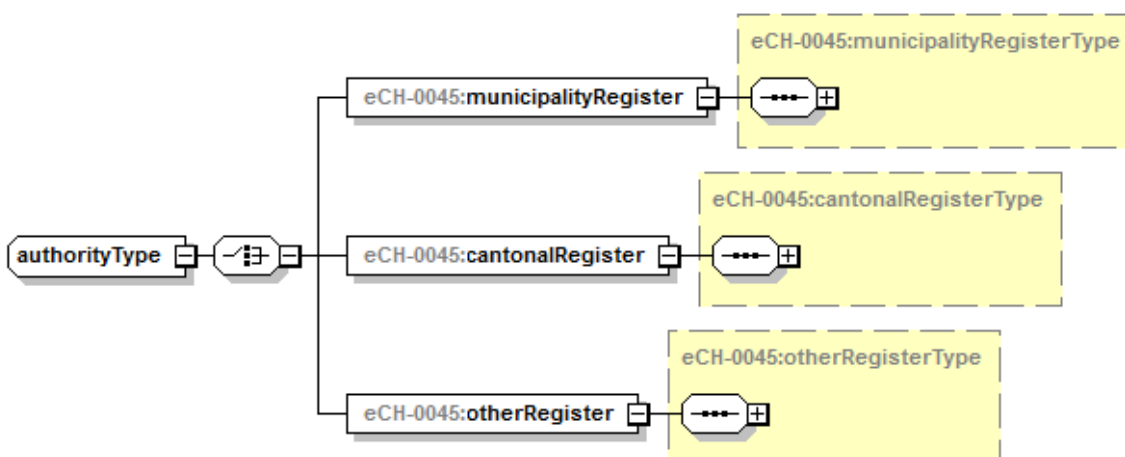 eCH-0045:municipalityRegisterType
eCH-0045:municipalityRegister
eCH-0045:cantonalRegisterType
authorityType
eCH-0045:cantonalRegister
eCH-0045:otherRegisterType
eCH-0045:otherRegister